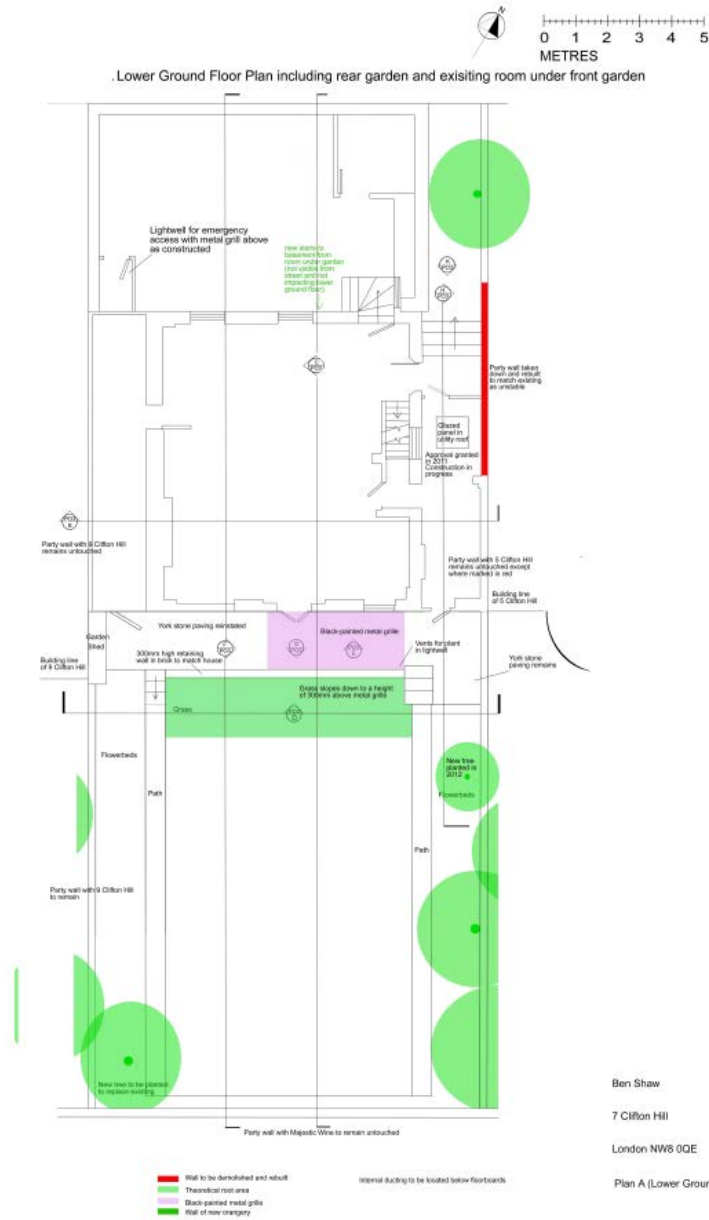 N
0 1 2 3 4 5
METRES
. Lower Ground Floor Plan including rear garden and exisiting room under front garden
Lightwell for emergency
access with metal grill above
as constructed
new stairs to
basement from
room under garden
(not visible from
street and not
impacting lower
ground floor)
Party wall taken
down and rebuilt
to match existing
as unstable
Glazed
panel in
utility roof
Approval granted
in 2011
Construction in
progress
Party wall with 9 Clifton Hill
remains untouched
Party wall with 5 Clifton Hill
remains untouched except
where marked in red
Building line
of 5 Clifton Hill
York stone paving reinstated
Black-painted metal grille
Garden
Shed
300mm high retaining
wall in brick to match house
Vents for plant
in lightwell
Building line
of 9 Clifton Hill
York stone
paving remains
Grass slopes down to a height
of 300mm above metal grille
Grass
Flowerbeds
New tree
planted in
2012
Flowerbeds
Path
Path
Party wall with 9 Clifton Hill
to remain
New tree to be planted
to replace existing
Party wall with Majestic Wine to remain untouched
Ben Shaw
7 Clifton Hill
London NW8 0QE
Plan A (Lower Grour
Wall to be demolished and rebuilt
Theoretical root area
Black-painted metal grille
Wall of new orangery
Internal ducting to be located below floorboards